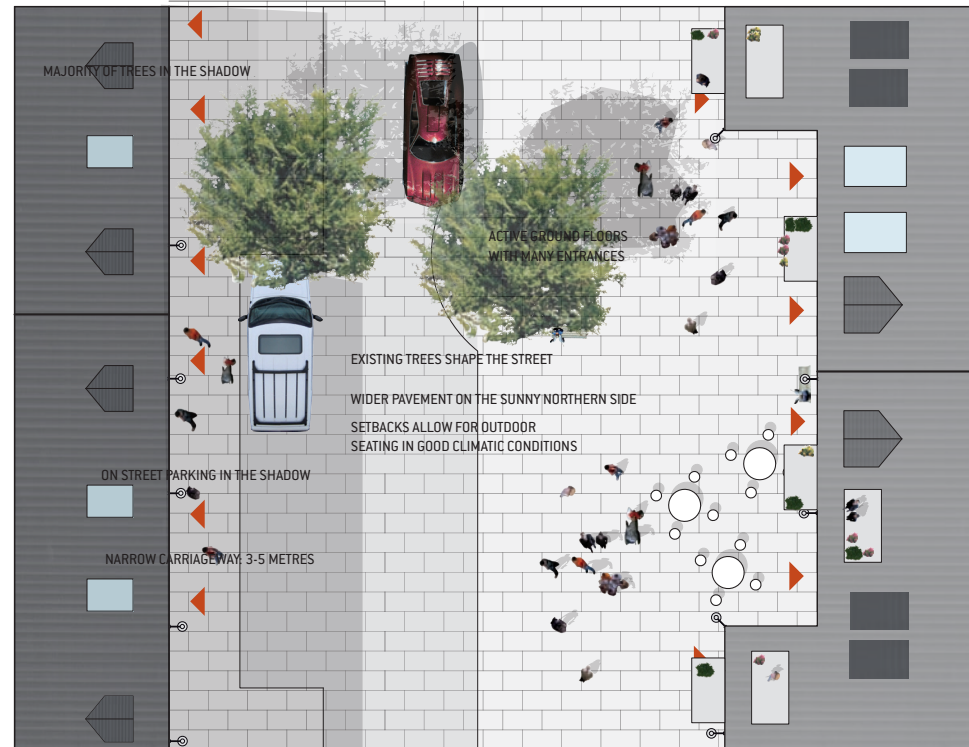 MAJORITY OF TREES IN THE SHADOW
ACTIVE GROUND FLOORS
WITH MANY ENTRANCES
EXISTING TREES SHAPE THE STREET
WIDER PAVEMENT ON THE SUNNY NORTHERN SIDE
SETBACKS ALLOW FOR OUTDOOR
SEATING IN GOOD CLIMATIC CONDITIONS
ON STREET PARKING IN THE SHADOW
NARROW CARRIAGEWAY: 3-5 METRES